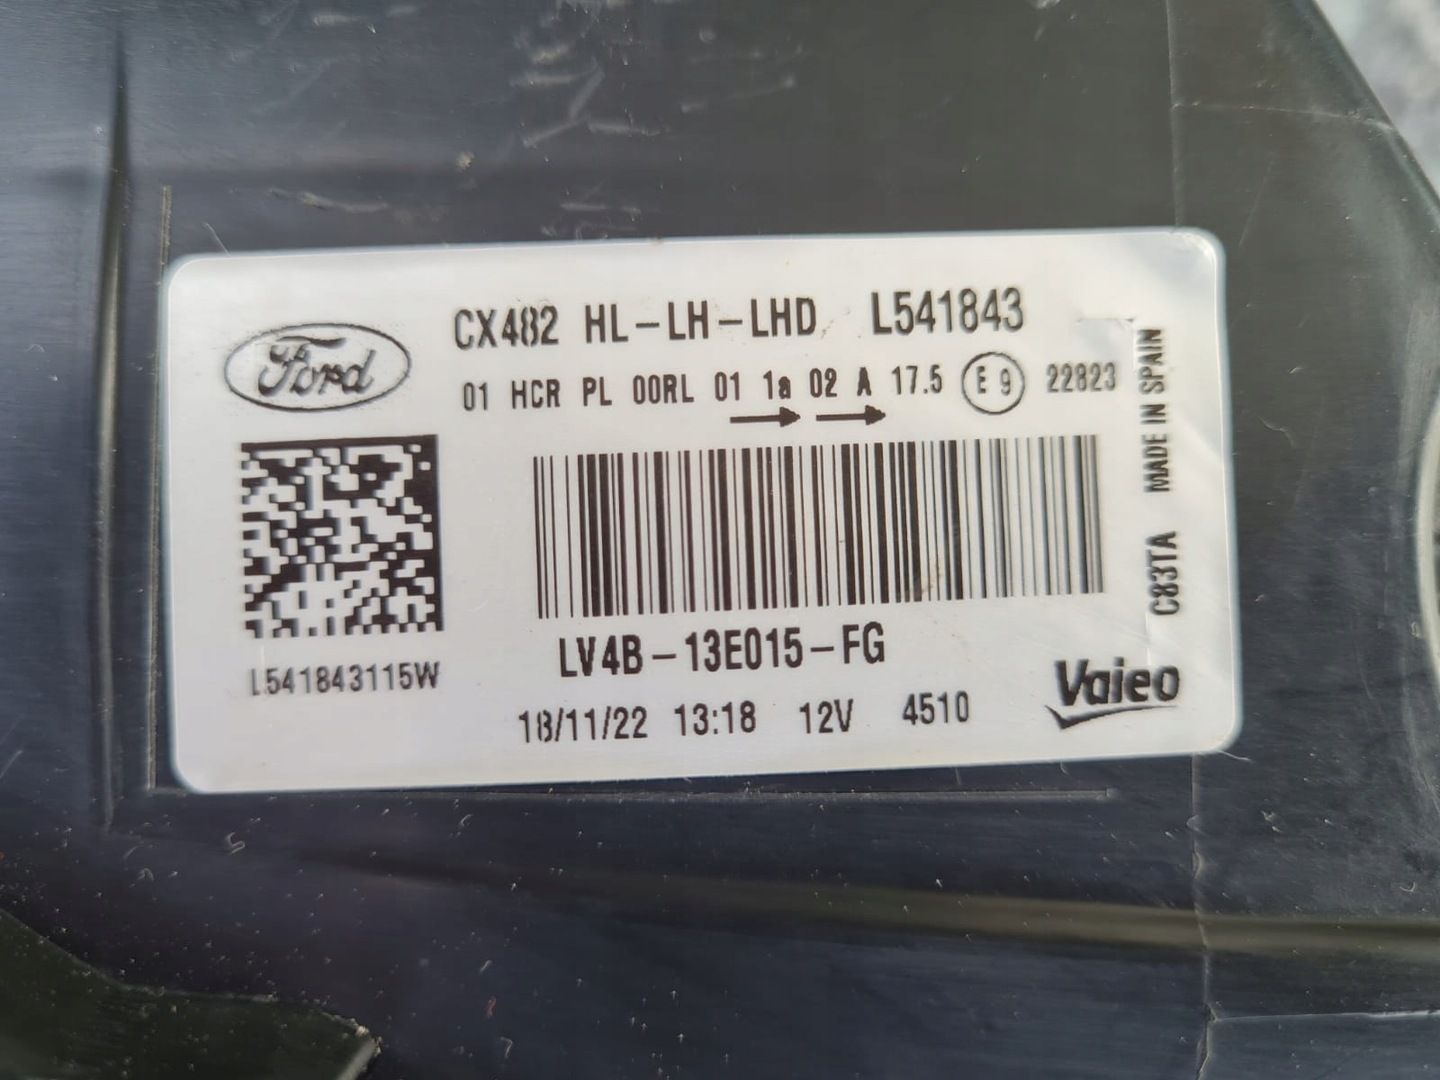 Ford
CX482 HL-LH-LHD L541843
01 HCR PL 00RL 01 1a 02 A 17.5 E9 22823
MADE IN SPAIN
C83TA
LV4B-13E015-FG
L541843115W
18/11/22 13:18 12V 4510
Valeo